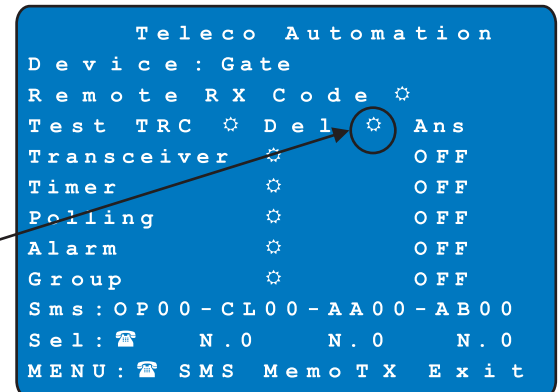 Teleco Automation
Device: Gate
Remote RX Code ☼
Test TRC ☼ Del ☼ Ans
Transceiver ☼ OFF
Timer ☼ OFF
Polling ☼ OFF
Alarm ☼ OFF
Group ☼ OFF
Sms:OP00-CL00-AA00-AB00
Sel:☎ N.0 N.0 N.0
MENU:☎ SMS MemoTX Exit